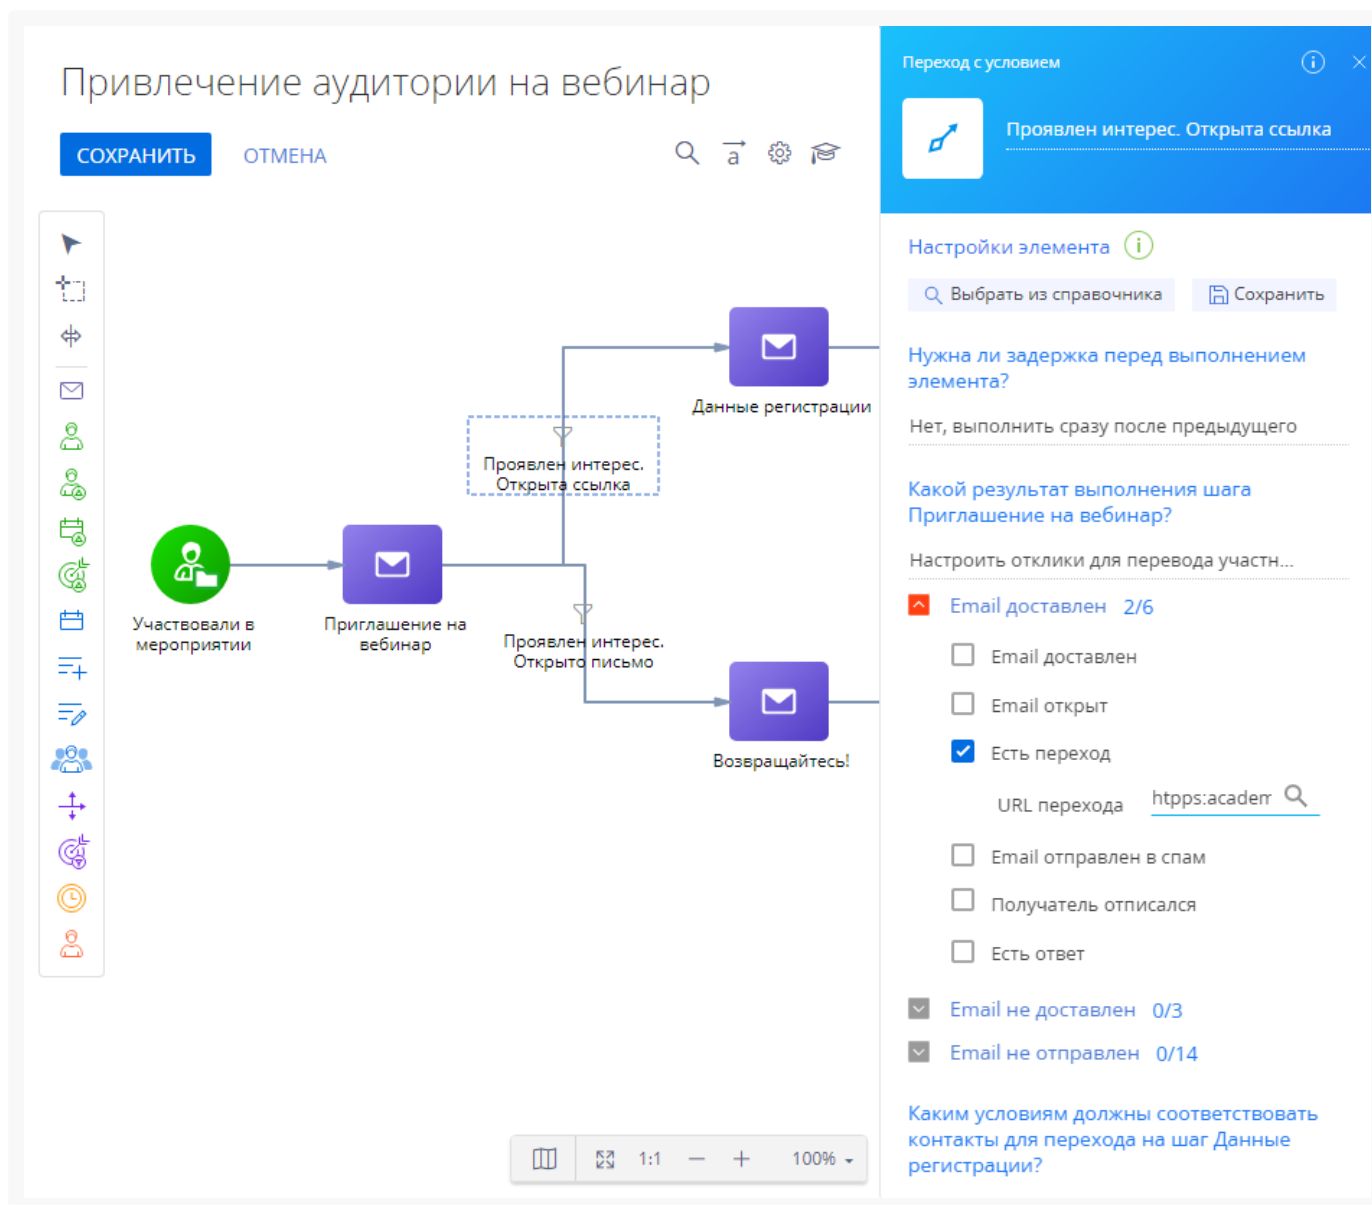 Привлечение аудитории на вебинар
СОХРАНИТЬ
ОТМЕНА
a
Данные регистрации
Проявлен интерес.
Открыта ссылка
Участвовали в
мероприятии
Приглашение на
вебинар
Проявлен интерес.
Открыто письмо
Возвращайтесь!
1:1
100%
Переход с условием
Проявлен интерес. Открыта ссылка
Настройки элемента
Выбрать из справочника
Сохранить
Нужна ли задержка перед выполнением
элемента?
Нет, выполнить сразу после предыдущего
Какой результат выполнения шага
Приглашение на вебинар?
Настроить отклики для перевода участн...
Email доставлен 2/6
Email доставлен
Email открыт
Есть переход
URL перехода htpps:academ
Email отправлен в спам
Получатель отписался
Есть ответ
Email не доставлен 0/3
Email не отправлен 0/14
Каким условиям должны соответствовать
контакты для перехода на шаг Данные
регистрации?